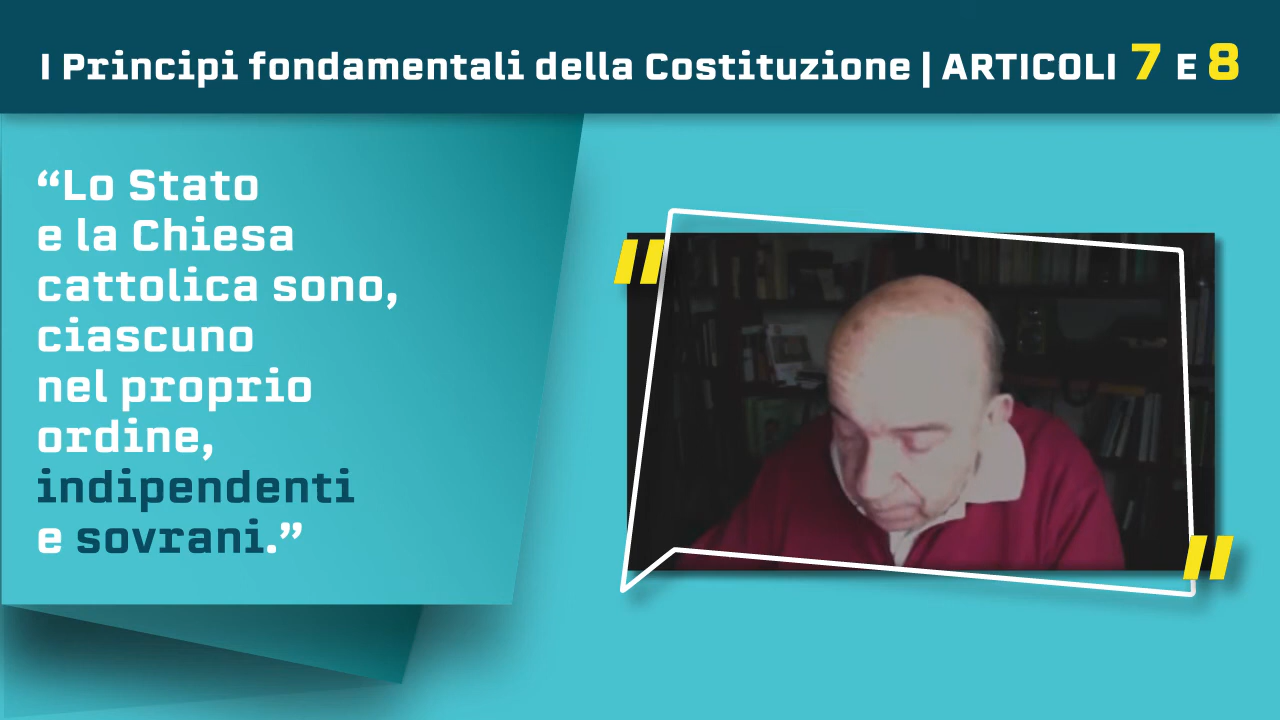 I Principi fondamentali della Costituzione | ARTICOLI 7 E 8
“Lo Stato
e la Chiesa
cattolica sono,
ciascuno
nel proprio
ordine,
indipendenti
e sovrani.”